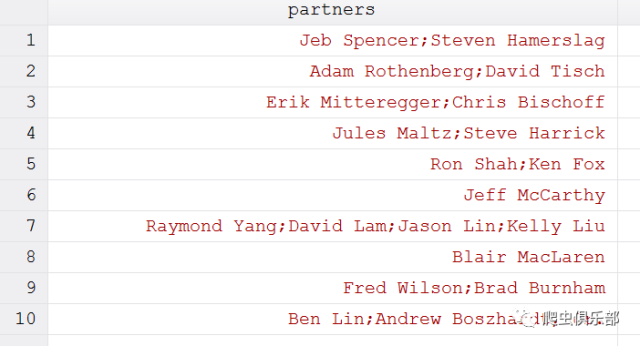 partners
1 Jeb Spencer;Steven Hamerslag
2 Adam Rothenberg;David Tisch
3 Erik Mitteregger;Chris Bischoff
4 Jules Maltz;Steve Harrick
5 Ron Shah;Ken Fox
6 Jeff McCarthy
7 Raymond Yang;David Lam;Jason Lin;Kelly Liu
8 Blair MacLaren
9 Fred Wilson;Brad Burnham
10 Ben Lin;Andrew
爬虫俱乐部